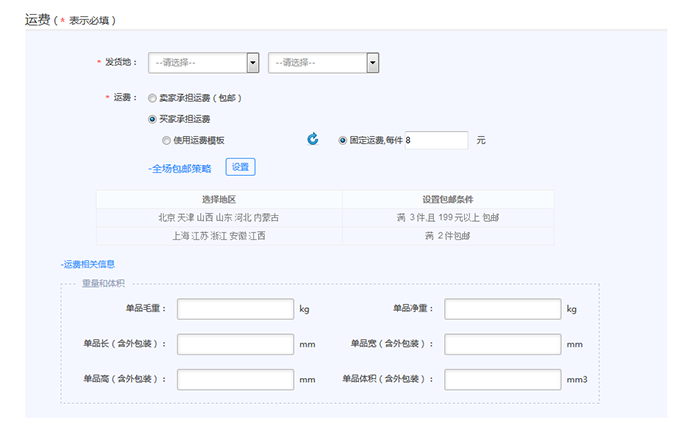 运费（* 表示必填）
* 发货地： --请选择-- --请选择--
* 运费： 卖家承担运费（包邮）
买家承担运费
使用运费模板 固定运费,每件 8 元
-全场包邮策略 设置
选择地区 设置包邮条件
北京 天津 山西 山东 河北 内蒙古 满 3 件,且 199 元以上 包邮
上海 江苏 浙江 安徽 江西 满 2 件包邮
-运费相关信息
重量和体积
单品毛重： kg 单品净重： kg
单品长（含外包装）： mm 单品宽（含外包装）： mm
单品高（含外包装）： mm 单品体积（含外包装）： mm3